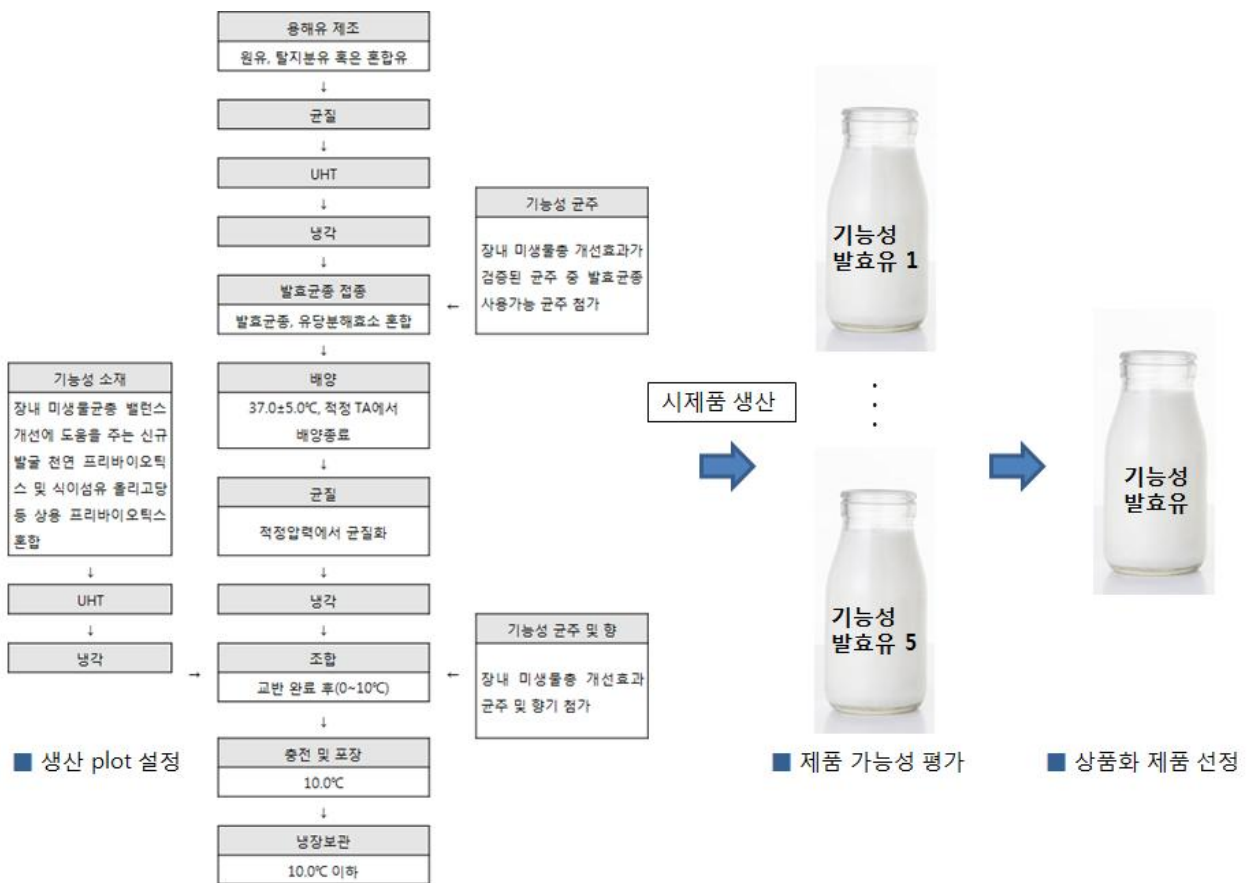 용해유 제조
원유, 탈지분유 혹은 혼합유
↓
균질
↓
UHT
↓
냉각
↓
발효균종 접종
발효균종, 유당분해효소 혼합
←
기능성 균주
장내 미생물총 개선효과가
검증된 균주 중 발효균종
사용가능 균주 첨가
↓
배양
37.0±5.0℃, 적정 TA에서
배양종료
↓
균질
적정압력에서 균질화
↓
냉각
↓
기능성 소재
장내 미생물균총 밸런스
개선에 도움을 주는 신규
발굴 천연 프리바이오틱
스 및 식이섬유 올리고당
등 상용 프리바이오틱스
혼합
↓
UHT
↓
냉각
→
조합
교반 완료 후(0~10℃)
←
기능성 균주 및 향
장내 미생물총 개선효과
균주 및 향기 첨가
↓
충전 및 포장
10.0℃
↓
냉장보관
10.0℃ 이하
■ 생산 plot 설정
시제품 생산
기능성
발효유 1
기능성
발효유 5
■ 제품 가능성 평가
기능성
발효유
■ 상품화 제품 선정